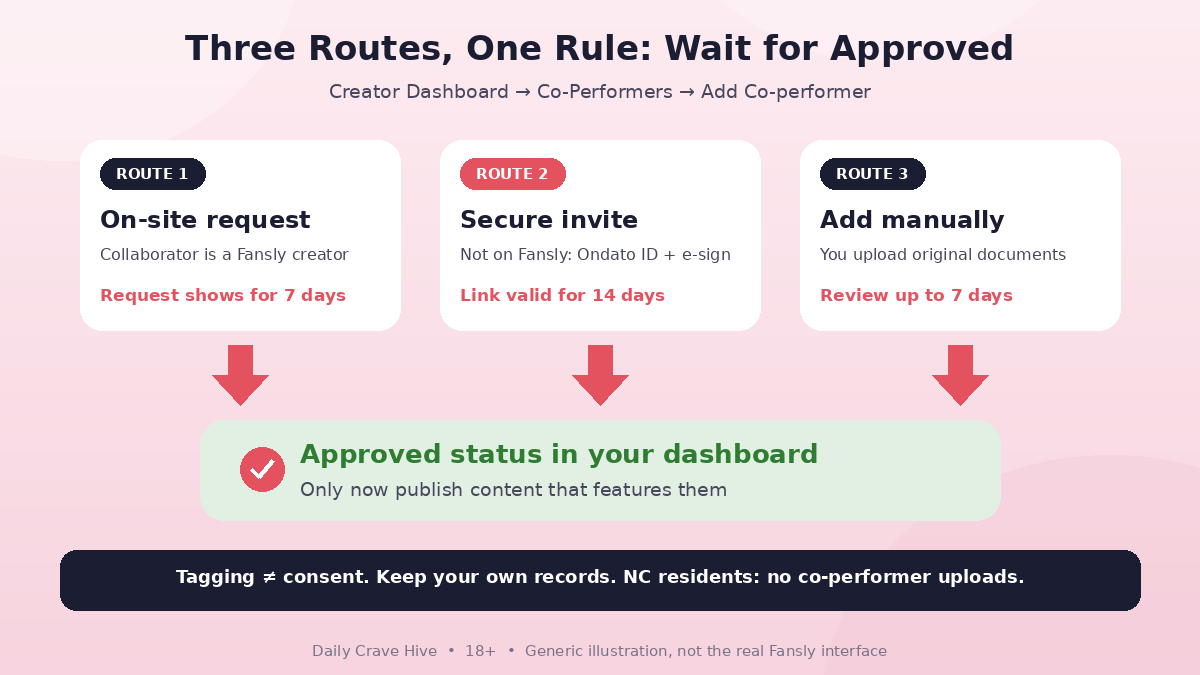 Three Routes, One Rule: Wait for Approved
Creator Dashboard → Co-Performers → Add Co-performer
ROUTE 1
On-site request
Collaborator is a Fansly creator
Request shows for 7 days
ROUTE 2
Secure invite
Not on Fansly: Ondato ID + e-sign
Link valid for 14 days
ROUTE 3
Add manually
You upload original documents
Review up to 7 days
Approved status in your dashboard
Only now publish content that features them
Tagging ≠ consent. Keep your own records. NC residents: no co-performer uploads.
Daily Crave Hive • 18+ • Generic illustration, not the real Fansly interface